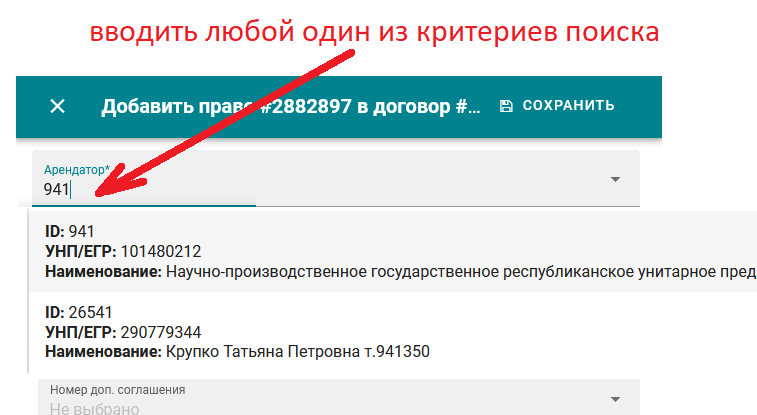 вводить любой один из критериев поиска
Добавить право #2882897 в договор #...
СОХРАНИТЬ
Арендатор*
941
ID: 941
УНП/ЕГР: 101480212
Наименование: Научно-производственное государственное республиканское унитарное пред
ID: 26541
УНП/ЕГР: 290779344
Наименование: Крупко Татьяна Петровна т.941350
Номер доп. соглашения
Не выбрано